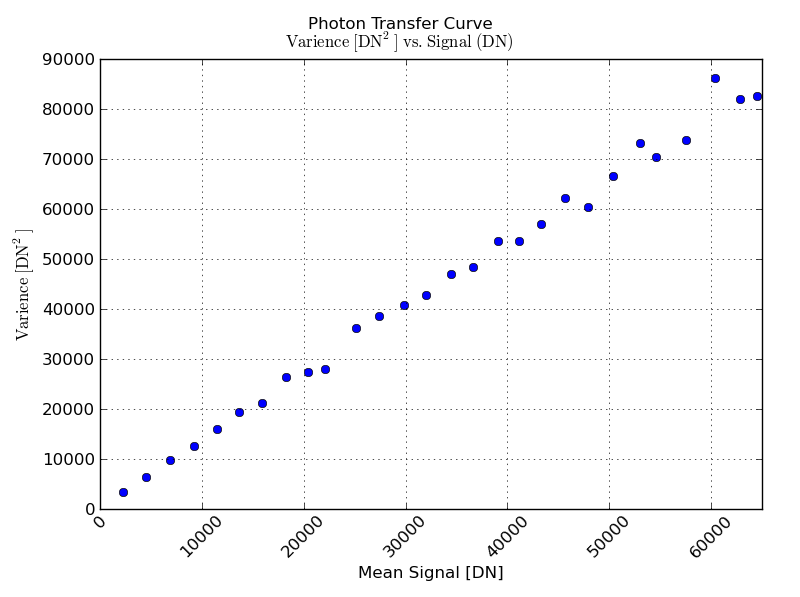 Photon Transfer Curve
Varience [DN² ] vs. Signal (DN)
90000
80000
70000
60000
50000
40000
30000
20000
10000
0
Varience [DN² ]
0 10000 20000 30000 40000 50000 60000
Mean Signal [DN]